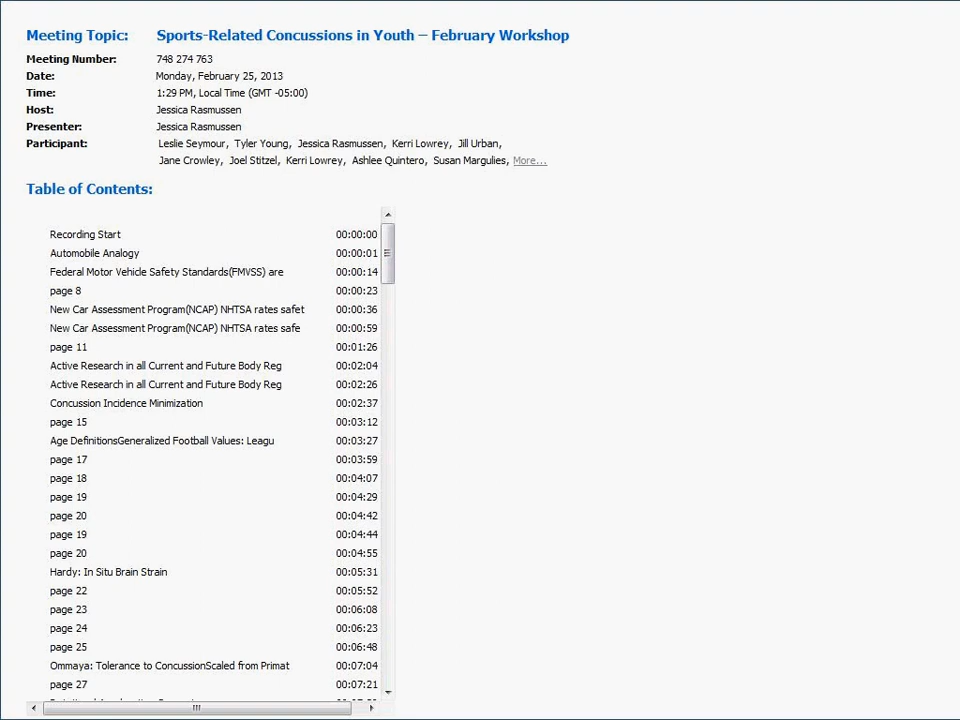 Meeting Topic: Sports-Related Concussions in Youth – February Workshop
Meeting Number: 748 274 763
Date: Monday, February 25, 2013
Time: 1:29 PM, Local Time (GMT -05:00)
Host: Jessica Rasmussen
Presenter: Jessica Rasmussen
Participant: Leslie Seymour, Tyler Young, Jessica Rasmussen, Kerri Lowrey, Jill Urban,
Jane Crowley, Joel Stitzel, Kerri Lowrey, Ashlee Quintero, Susan Margulies, More...
Table of Contents:
Recording Start 00:00:00
Automobile Analogy 00:00:01
Federal Motor Vehicle Safety Standards(FMVSS) are 00:00:14
page 8 00:00:23
New Car Assessment Program(NCAP) NHTSA rates safet 00:00:36
New Car Assessment Program(NCAP) NHTSA rates safe 00:00:59
page 11 00:01:26
Active Research in all Current and Future Body Reg 00:02:04
Active Research in all Current and Future Body Reg 00:02:26
Concussion Incidence Minimization 00:02:37
page 15 00:03:12
Age DefinitionsGeneralized Football Values: Leagu 00:03:27
page 17 00:03:59
page 18 00:04:07
page 19 00:04:29
page 20 00:04:42
page 19 00:04:44
page 20 00:04:55
Hardy: In Situ Brain Strain 00:05:31
page 22 00:05:52
page 23 00:06:08
page 24 00:06:23
page 25 00:06:48
Ommaya: Tolerance to ConcussionScaled from Primat 00:07:04
page 27 00:07:21